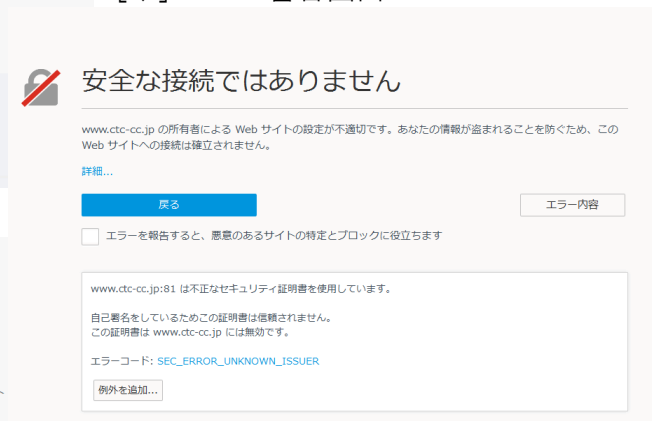 安全な接続ではありません
www.ctc-cc.jp の所有者による Web サイトの設定が不適切です。あなたの情報が盗まれることを防ぐため、この
Web サイトへの接続は確立されません。
詳細...
戻る
エラー内容
エラーを報告すると、悪意のあるサイトの特定とブロックに役立ちます
www.ctc-cc.jp:81 は不正なセキュリティ証明書を使用しています。
自己署名をしているためこの証明書は信頼されません。
この証明書は www.ctc-cc.jp には無効です。
エラーコード: SEC_ERROR_UNKNOWN_ISSUER
例外を追加...